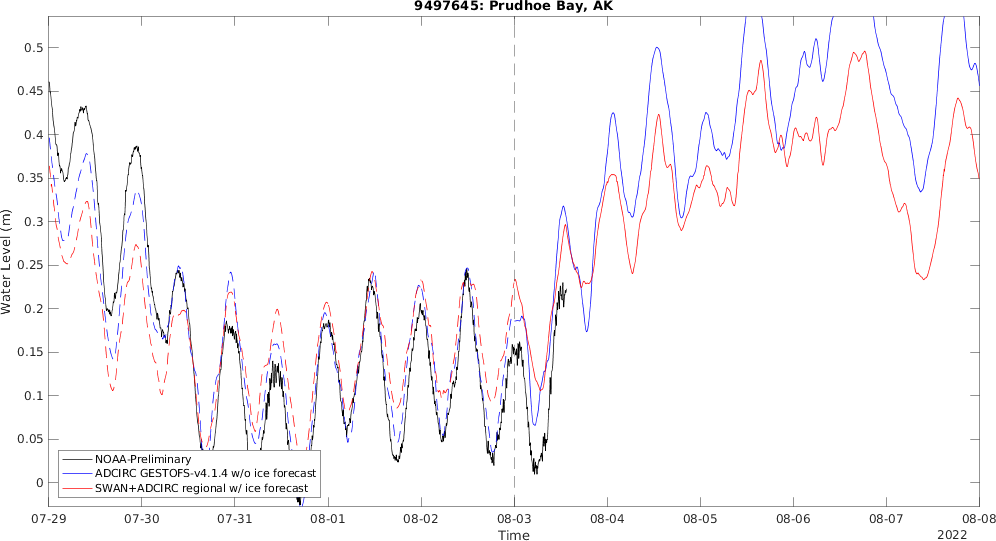 9497645: Prudhoe Bay, AK
0.5
0.45
0.4
0.35
0.3
0.25
0.2
0.15
0.1
0.05
0
Water Level (m)
NOAA-Preliminary
ADCIRC GESTOFS-v4.1.4 w/o ice forecast
SWAN+ADCIRC regional w/ ice forecast
07-29 07-30 07-31 08-01 08-02 08-03 08-04 08-05 08-06 08-07 08-08
Time
2022